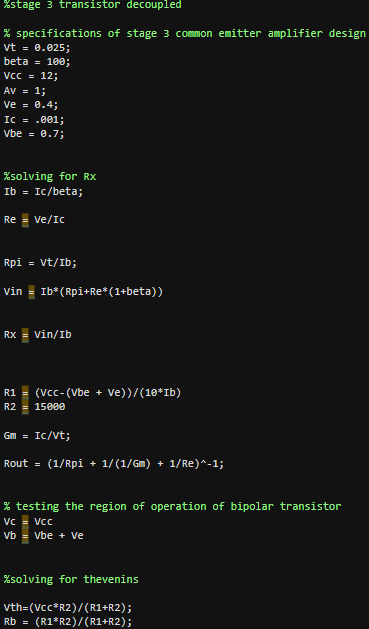 %stage 3 transistor decoupled
% specifications of stage 3 common emitter amplifier design
Vt = 0.025;
beta = 100;
Vcc = 12;
Av = 1;
Ve = 0.4;
Ic = .001;
Vbe = 0.7;
%solving for Rx
Ib = Ic/beta;
Re = Ve/Ic
Rpi = Vt/Ib;
Vin = Ib*(Rpi+Re*(1+beta))
Rx = Vin/Ib
R1 = (Vcc-(Vbe + Ve))/(10*Ib)
R2 = 15000
Gm = Ic/Vt;
Rout = (1/Rpi + 1/(1/Gm) + 1/Re)^-1;
% testing the region of operation of bipolar transistor
Vc = Vcc
Vb = Vbe + Ve
%solving for thevenins
Vth=(Vcc*R2)/(R1+R2);
Rb = (R1*R2)/(R1+R2);